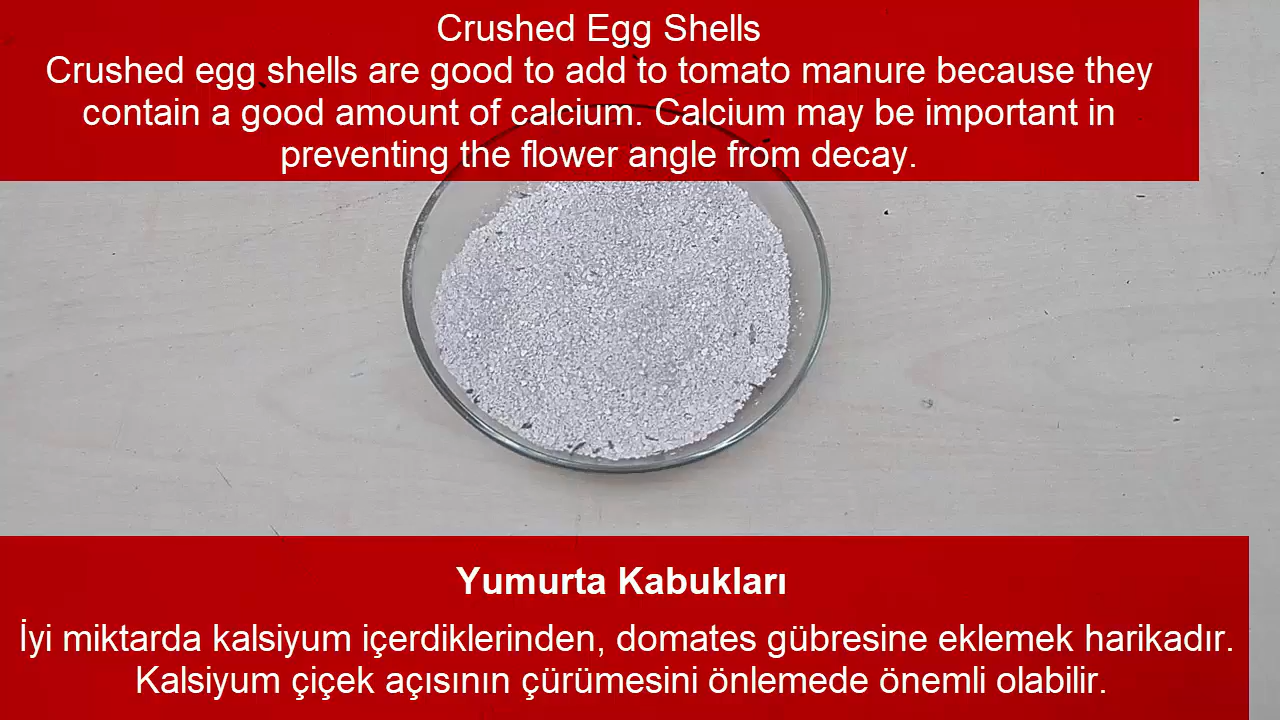 Crushed Egg Shells
Crushed egg shells are good to add to tomato manure because they
contain a good amount of calcium. Calcium may be important in
preventing the flower angle from decay.
Yumurta Kabukları
İyi miktarda kalsiyum içerdiklerinden, domates gübresine eklemek harikadır.
Kalsiyum çiçek açısının çürümesini önlemede önemli olabilir.